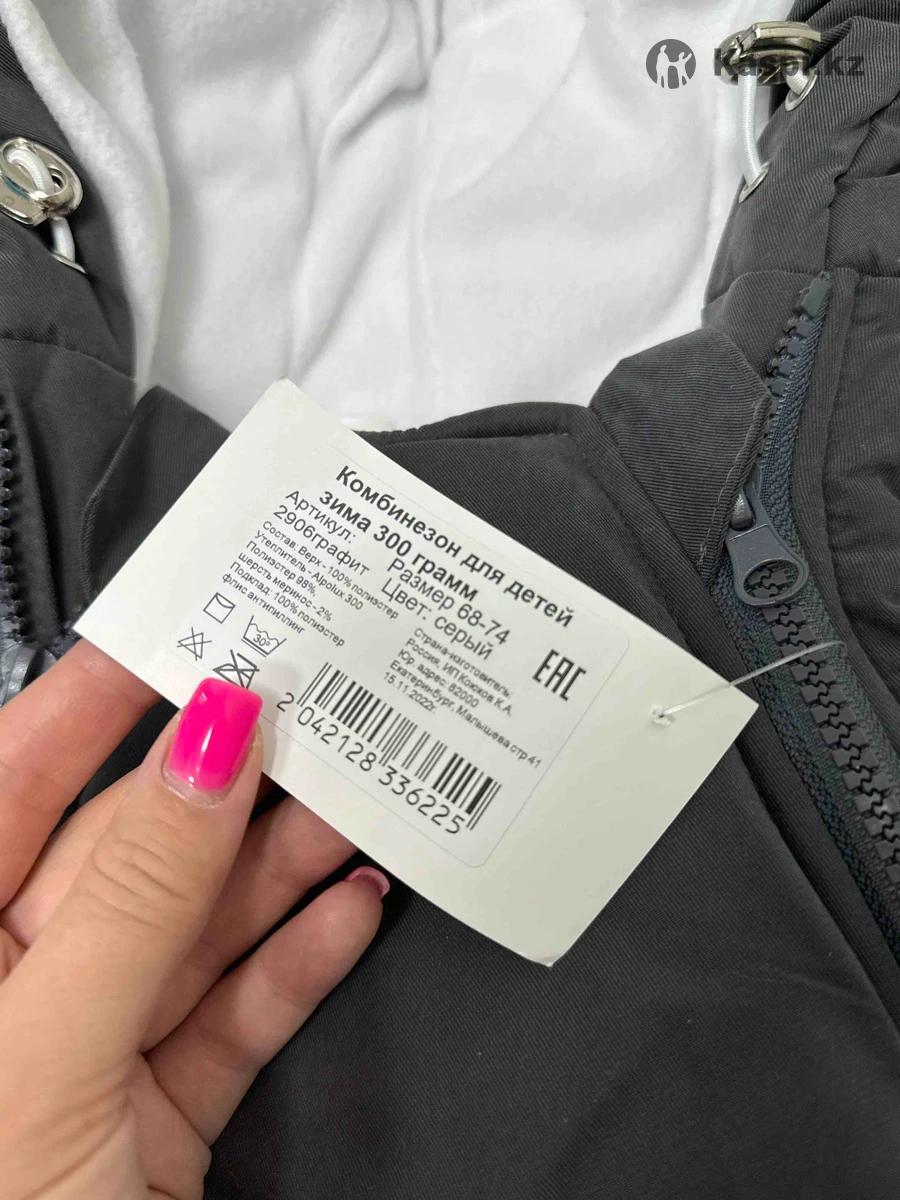 Kaspi.kz
Комбинезон для детей
зима 300 грамм
Артикул:
2906графит
Размер 68-74
Цвет: серый
Состав: Верх - 100% полиэстер
Утеплитель - Alpolux 300
Полиэстер 98%,
шерсть меринос - 2%
Подклад: 100% полиэстер
флис антипиллинг
Страна-изготовитель:
Россия, ИП Коюков К.А.
Юр. адрес: 62000
Екатеринбург, Малышева стр 41
15.11.2022г.
EAC
30°
2 042128 336225